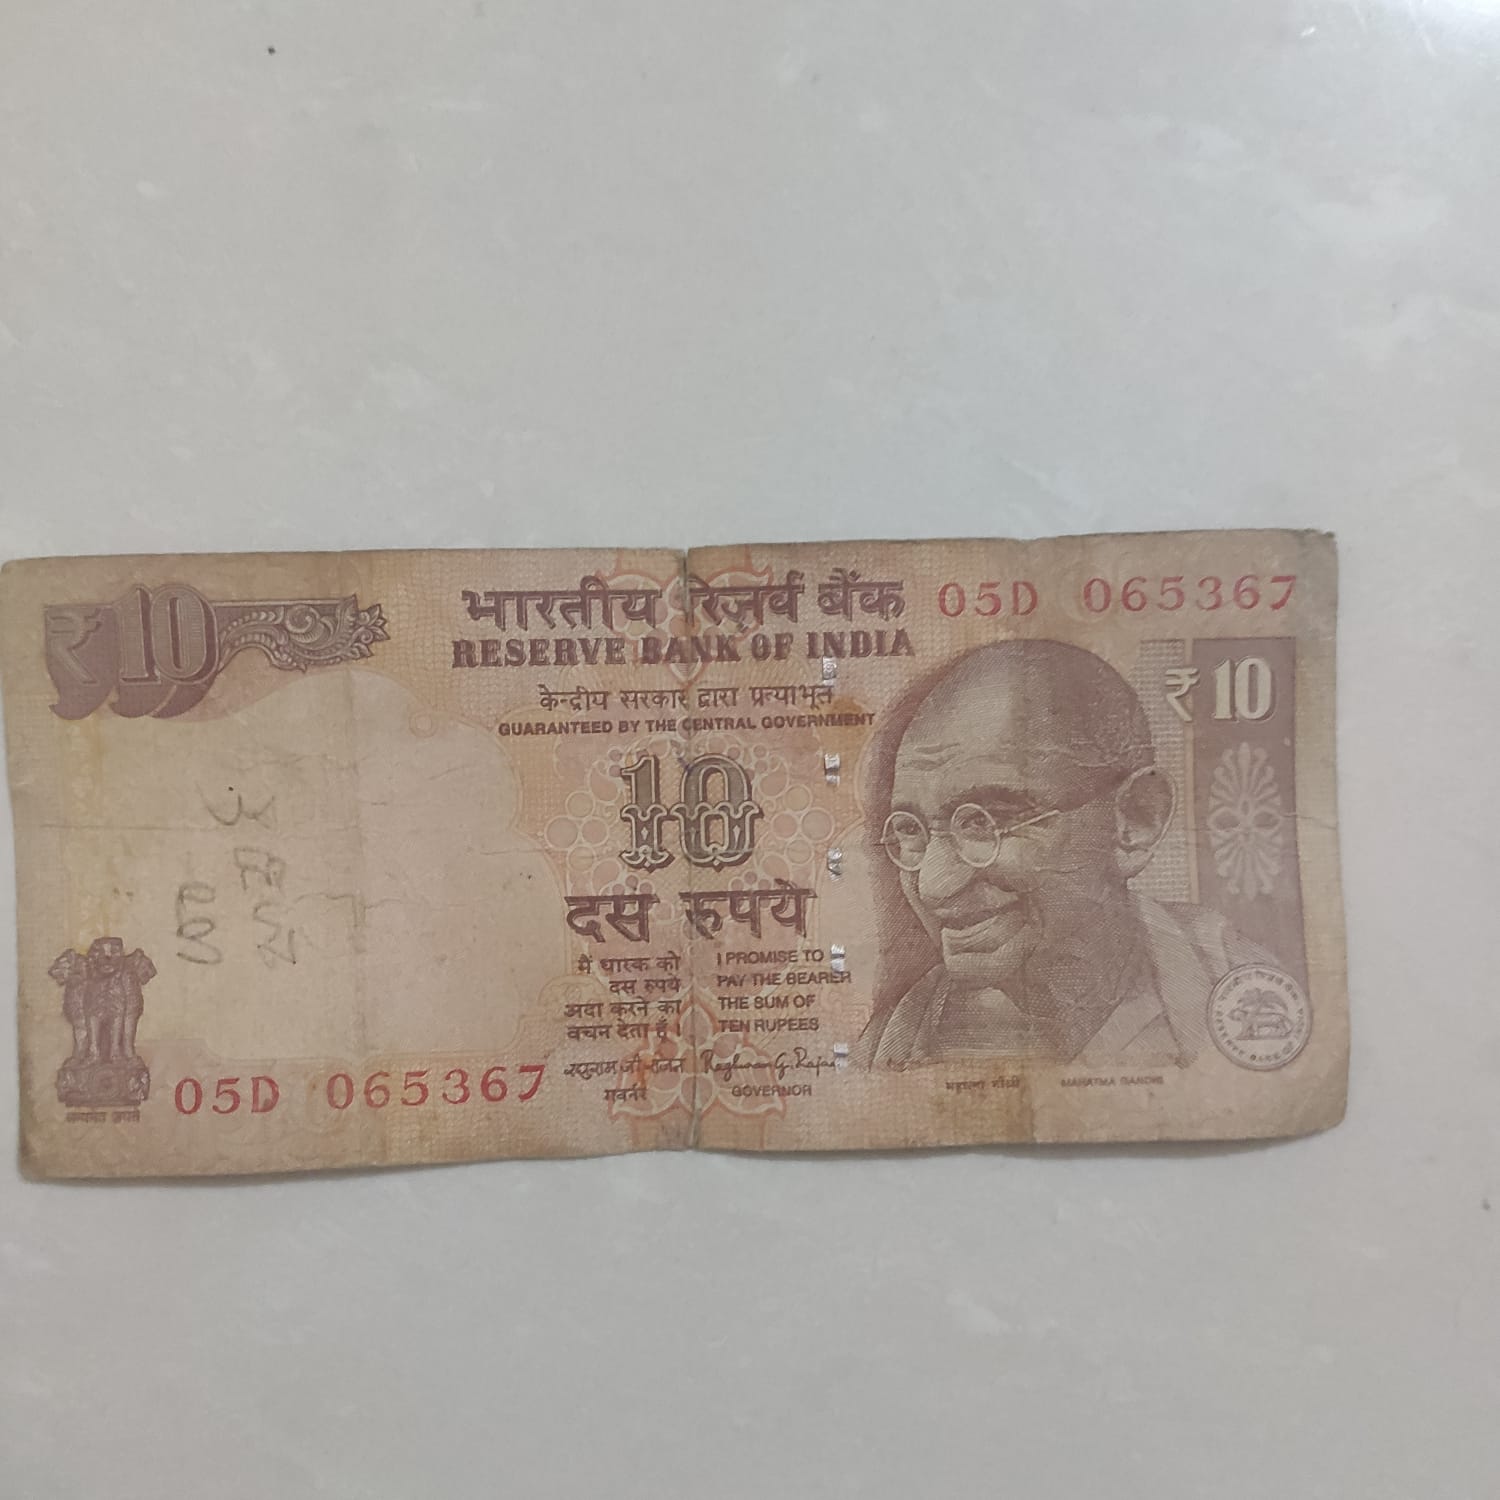 ₹10
भारतीय रिज़र्व बैंक
RESERVE BANK OF INDIA
05D 065367
केन्द्रीय सरकार द्वारा प्रत्याभूत
GUARANTEED BY THE CENTRAL GOVERNMENT
₹10
10
दस रुपये
मैं धारक को
दस रुपये
अदा करने का
वचन देता हूँ।
I PROMISE TO
PAY THE BEARER
THE SUM OF
TEN RUPEES
रघुराम जी राजन
गवर्नर
Raghuram G. Rajan
GOVERNOR
सत्यमेव जयते
05D 065367
महात्मा गाँधी
MAHATMA GANDHI